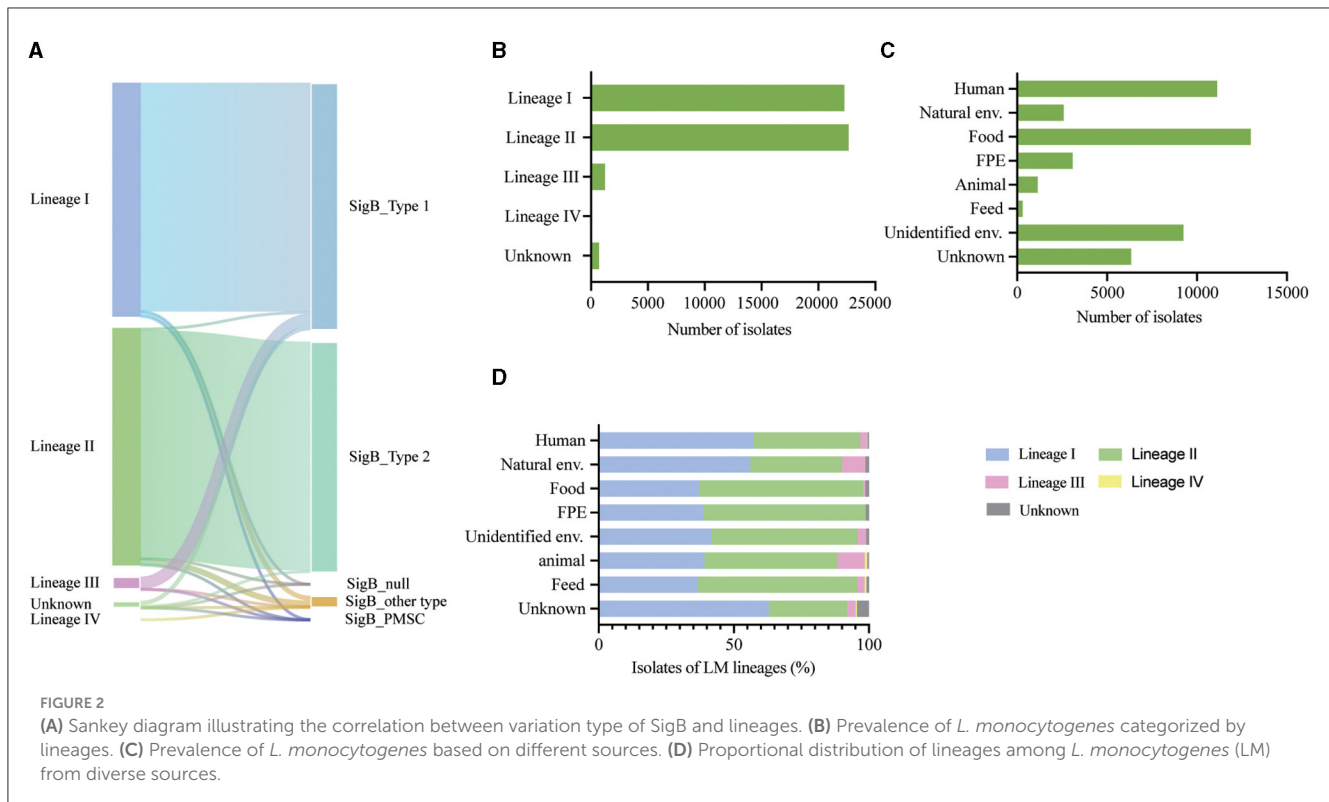 A
Lineage I
Lineage II
Lineage III
Unknown
Lineage IV
SigB_Type 1
SigB_Type 2
SigB_null
SigB_other type
SigB_PMSC
B
Lineage I
Lineage II
Lineage III
Lineage IV
Unknown
0 5000 10000 15000 20000 25000
Number of isolates
C
Human
Natural env.
Food
FPE
Animal
Feed
Unidentified env.
Unknown
0 5000 10000 15000
Number of isolates
D
Human
Natural env.
Food
FPE
Unidentified env.
animal
Feed
Unknown
0 50 100
Isolates of LM lineages (%)
Lineage I Lineage II
Lineage III Lineage IV
Unknown
FIGURE 2
(A) Sankey diagram illustrating the correlation between variation type of SigB and lineages. (B) Prevalence of L. monocytogenes categorized by
lineages. (C) Prevalence of L. monocytogenes based on different sources. (D) Proportional distribution of lineages among L. monocytogenes (LM)
from diverse sources.